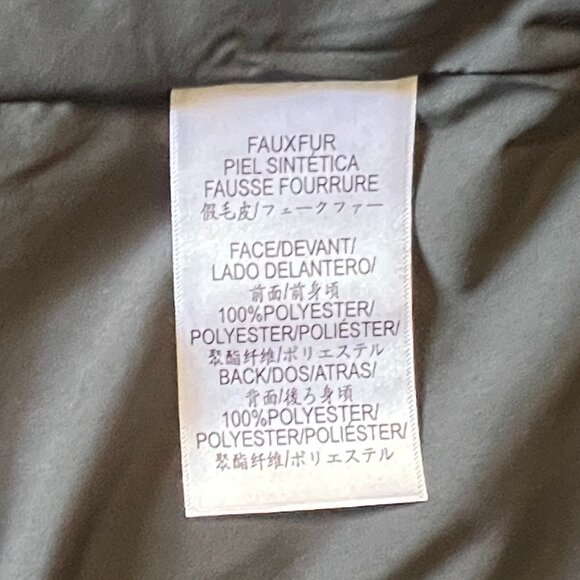 FAUXFUR
PIEL SINTÉTICA
FAUSSE FOURRURE
假毛皮/フェークファー
FACE/DEVANT/
LADO DELANTERO/
前面/前身頃
100%POLYESTER/
POLYESTER/POLIÉSTER/
聚酯纤维/ポリエステル
BACK/DOS/ATRAS/
背面/後ろ身頃
100%POLYESTER/
POLYESTER/POLIÉSTER/
聚酯纤维/ポリエステル